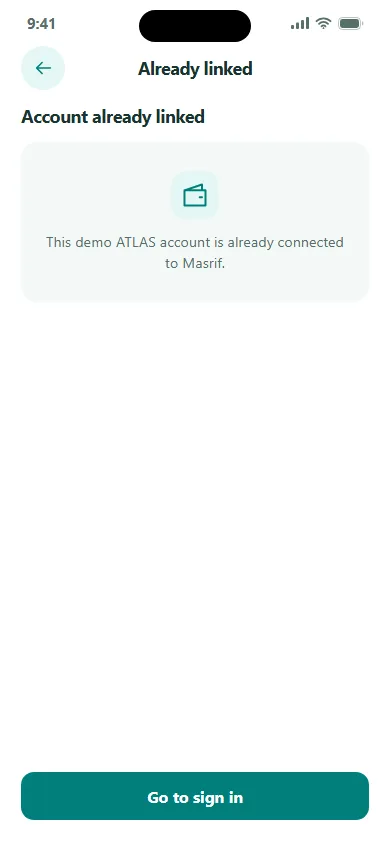 9:41
Already linked
Account already linked
This demo ATLAS account is already connected
to Masrif.
Go to sign in